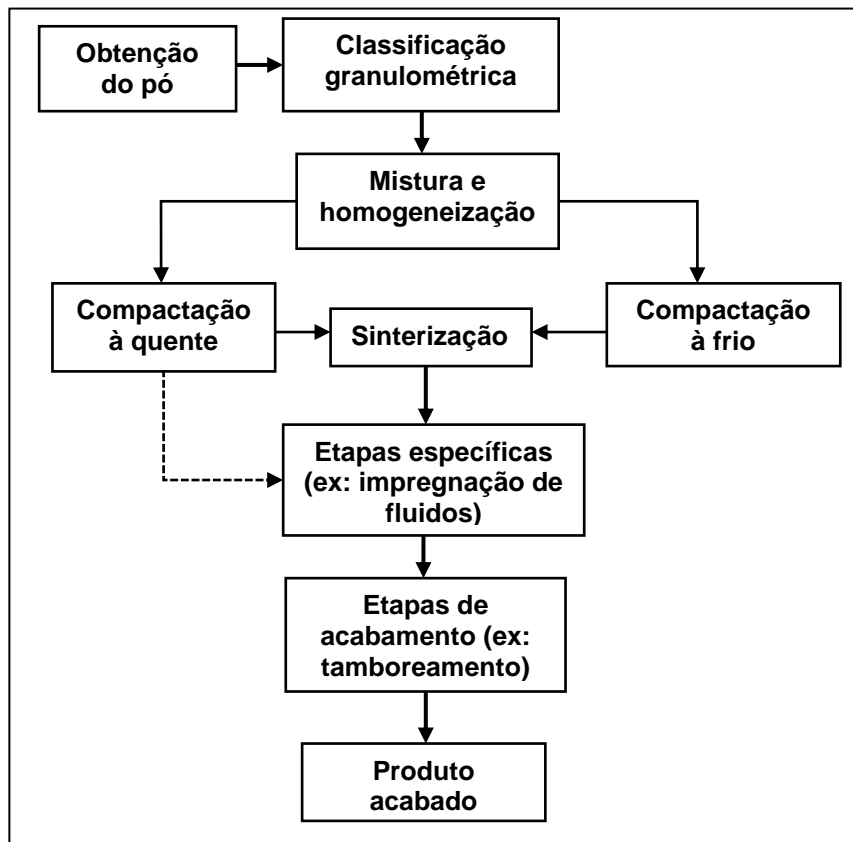 Obtenção
do pó
Classificação
granulométrica
Mistura e
homogeneização
Compactação
à quente
Sinterização
Compactação
à frio
Etapas específicas
(ex: impregnação de
fluidos)
Etapas de
acabamento (ex:
tamboreamento)
Produto
acabado